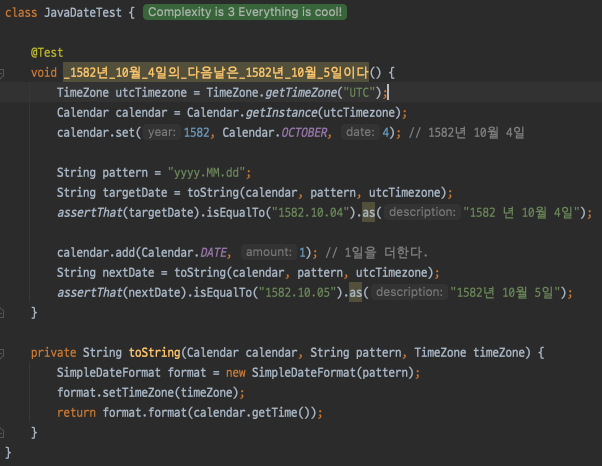 class JavaDateTest {  Complexity is 3 Everything is cool!
@Test
void _1582년_10월_4일의_다음날은_1582년_10월_5일이다() {
TimeZone utcTimezone = TimeZone.getTimeZone("UTC");
Calendar calendar = Calendar.getInstance(utcTimezone);
calendar.set( year: 1582, Calendar.OCTOBER, date: 4); // 1582년 10월 4일
String pattern = "yyyy.MM.dd";
String targetDate = toString(calendar, pattern, utcTimezone);
assertThat(targetDate).isEqualTo("1582.10.04").as( description: "1582 년 10월 4일");
calendar.add(Calendar.DATE, amount: 1); // 1일을 더한다.
String nextDate = toString(calendar, pattern, utcTimezone);
assertThat(nextDate).isEqualTo("1582.10.05").as( description: "1582년 10월 5일");
}
private String toString(Calendar calendar, String pattern, TimeZone timeZone) {
SimpleDateFormat format = new SimpleDateFormat(pattern);
format.setTimeZone(timeZone);
return format.format(calendar.getTime());
}
}